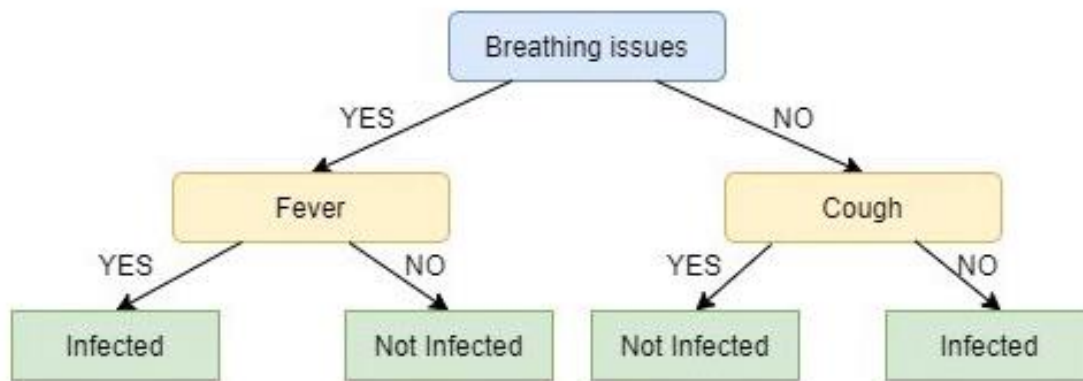 Breathing issues
YES
NO
Fever
Cough
YES
NO
YES
NO
Infected
Not Infected
Not Infected
Infected